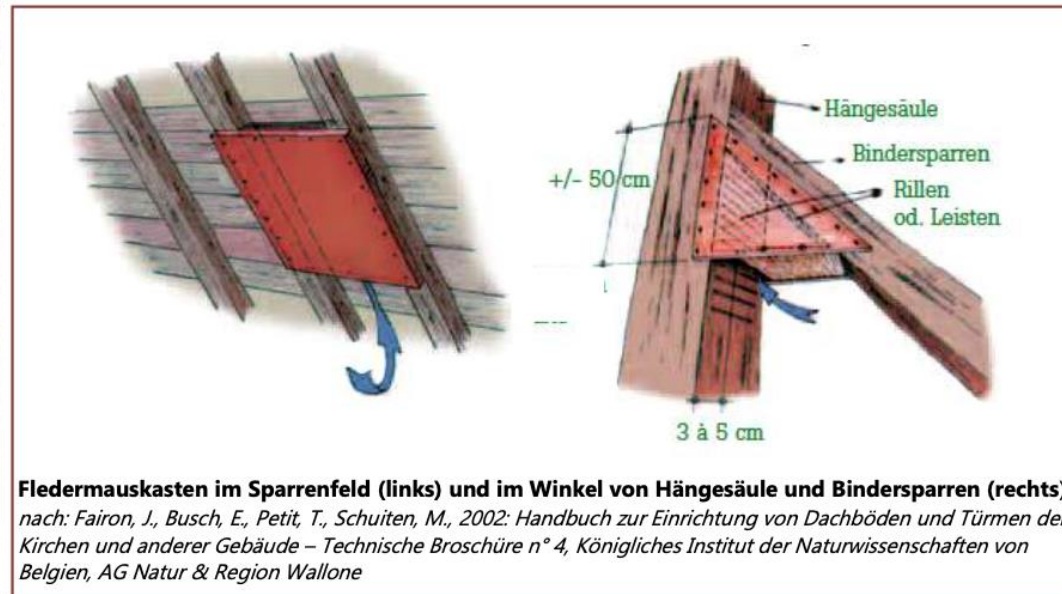 Hängesäule
Bindersparren
+/- 50 cm
Rillen
od. Leisten
3 à 5 cm
Fledermauskasten im Sparrenfeld (links) und im Winkel von Hängesäule und Bindersparren (rechts)
nach: Fairon, J., Busch, E., Petit, T., Schuiten, M., 2002: Handbuch zur Einrichtung von Dachböden und Türmen der
Kirchen und anderer Gebäude – Technische Broschüre n° 4, Königliches Institut der Naturwissenschaften von
Belgien, AG Natur & Region Wallone